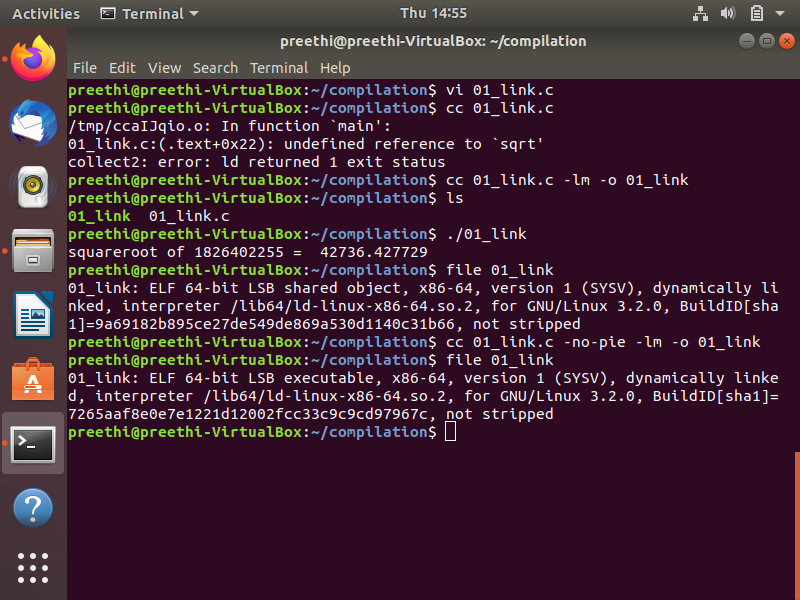 Activities Terminal Thu 14:55
preethi@preethi-VirtualBox: ~/compilation
File Edit View Search Terminal Help
preethi@preethi-VirtualBox:~/compilation$ vi 01_link.c
preethi@preethi-VirtualBox:~/compilation$ cc 01_link.c
/tmp/ccaIJqio.o: In function `main':
01_link.c:(.text+0x22): undefined reference to `sqrt'
collect2: error: ld returned 1 exit status
preethi@preethi-VirtualBox:~/compilation$ cc 01_link.c -lm -o 01_link
preethi@preethi-VirtualBox:~/compilation$ ls
01_link  01_link.c
preethi@preethi-VirtualBox:~/compilation$ ./01_link
squareroot of 1826402255 =  42736.427729
preethi@preethi-VirtualBox:~/compilation$ file 01_link
01_link: ELF 64-bit LSB shared object, x86-64, version 1 (SYSV), dynamically li
nked, interpreter /lib64/ld-linux-x86-64.so.2, for GNU/Linux 3.2.0, BuildID[sha
1]=9a69182b895ce27de549de869a530d1140c31b66, not stripped
preethi@preethi-VirtualBox:~/compilation$ cc 01_link.c -no-pie -lm -o 01_link
preethi@preethi-VirtualBox:~/compilation$ file 01_link
01_link: ELF 64-bit LSB executable, x86-64, version 1 (SYSV), dynamically linke
d, interpreter /lib64/ld-linux-x86-64.so.2, for GNU/Linux 3.2.0, BuildID[sha1]=
7265aaf8e0e7e1221d12002fcc33c9c9cd97967c, not stripped
preethi@preethi-VirtualBox:~/compilation$